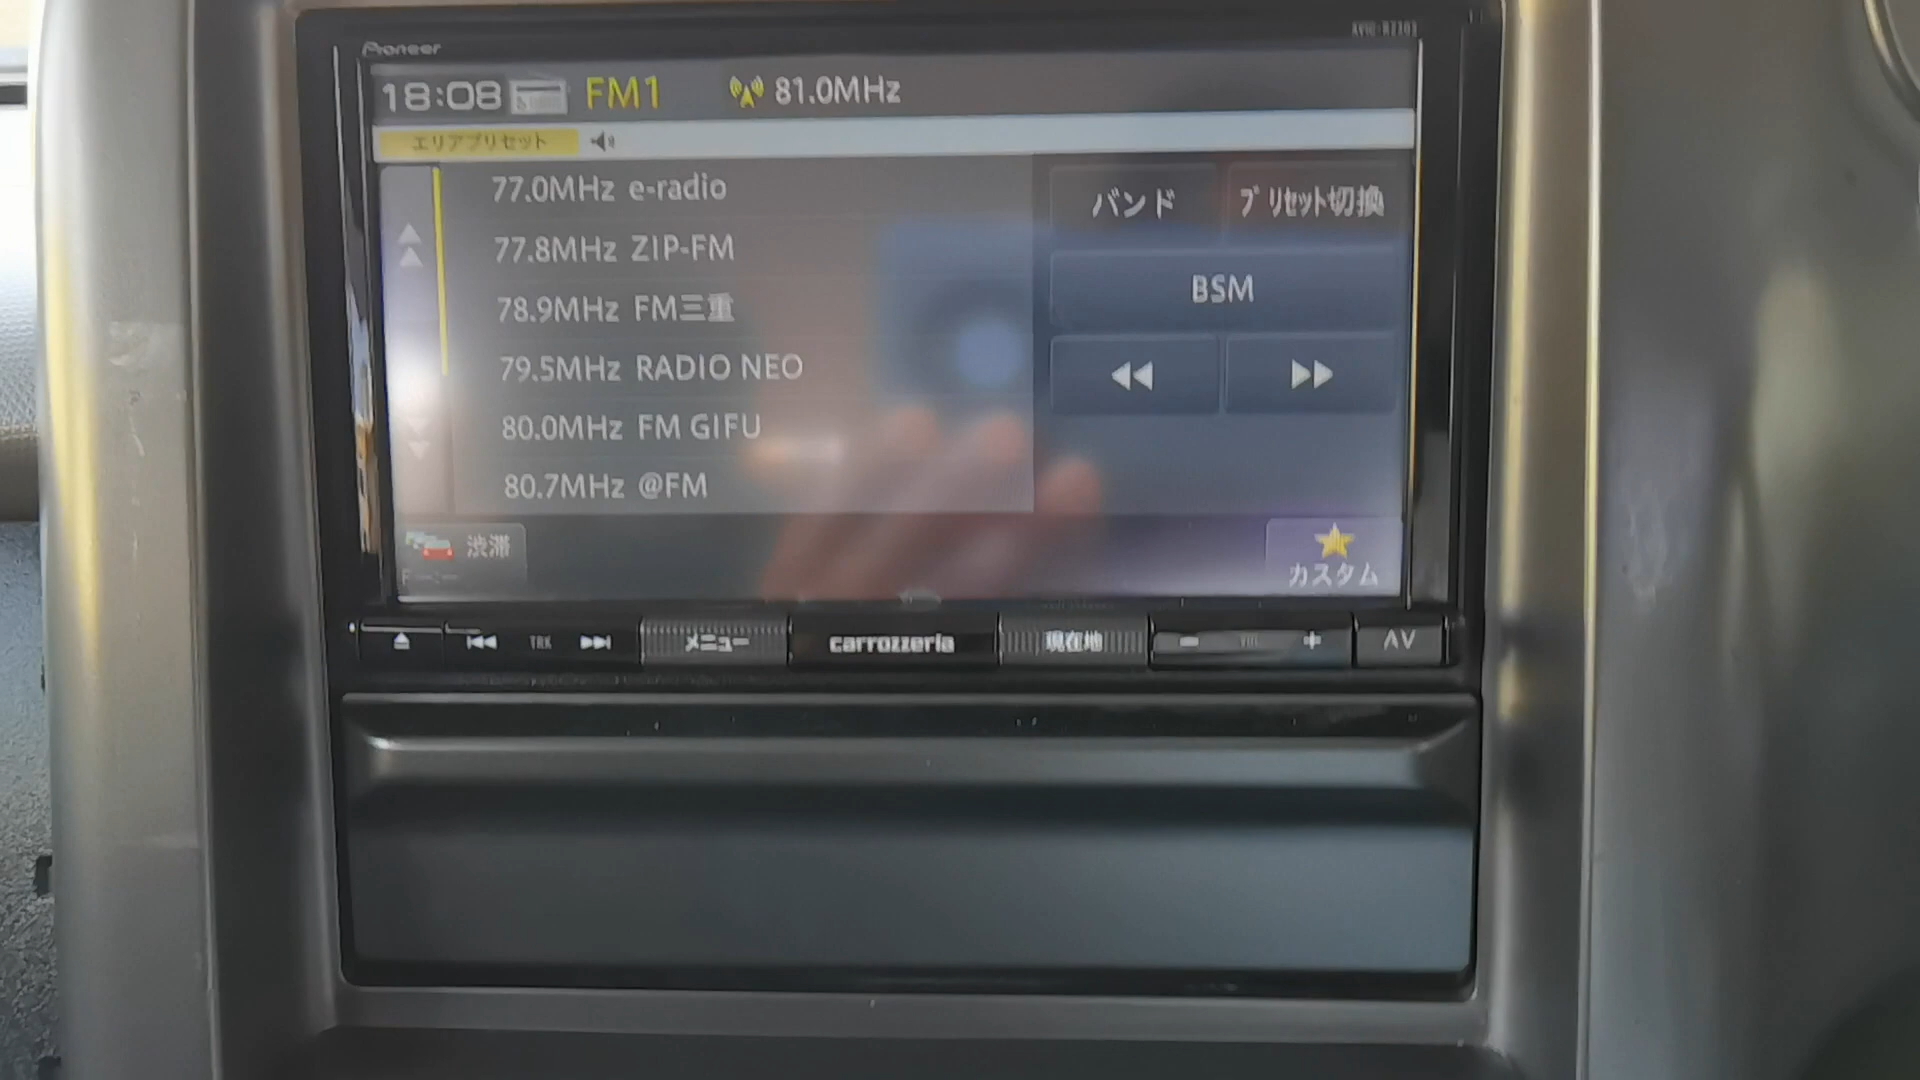 Pioneer
AVIC-RZ303
18:08 FM1 81.0MHz
エリアプリセット
77.0MHz e-radio
77.8MHz ZIP-FM
78.9MHz FM三重
79.5MHz RADIO NEO
80.0MHz FM GIFU
80.7MHz @FM
バンド
プリセット切換
BSM
渋滞
カスタム
TRK メニュー carrozzeria 現在地 VOL AV